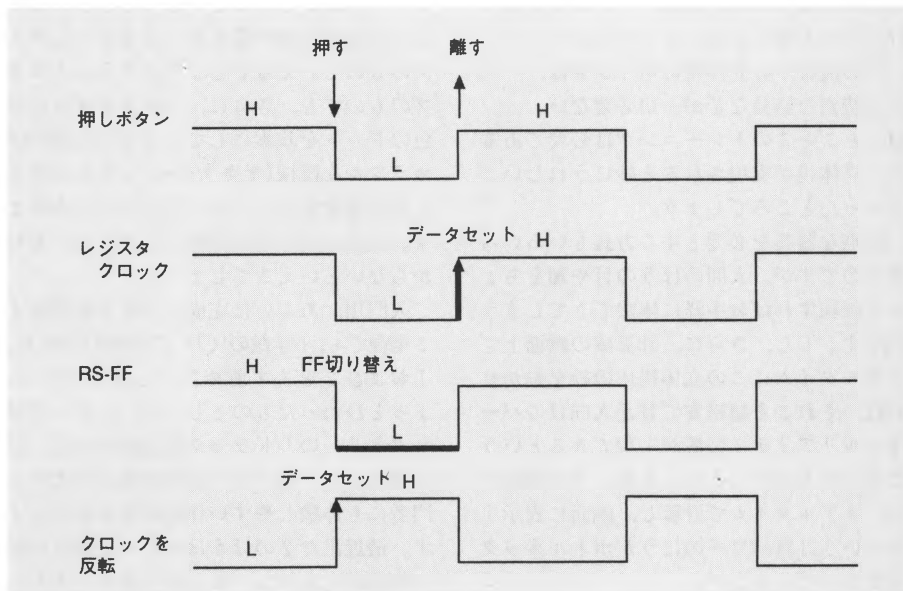 押す 離す
H H
押しボタン
L
データセット H
レジスタ
クロック
L
H FF切り替え
RS-FF
L
データセット H
クロックを
反転
L